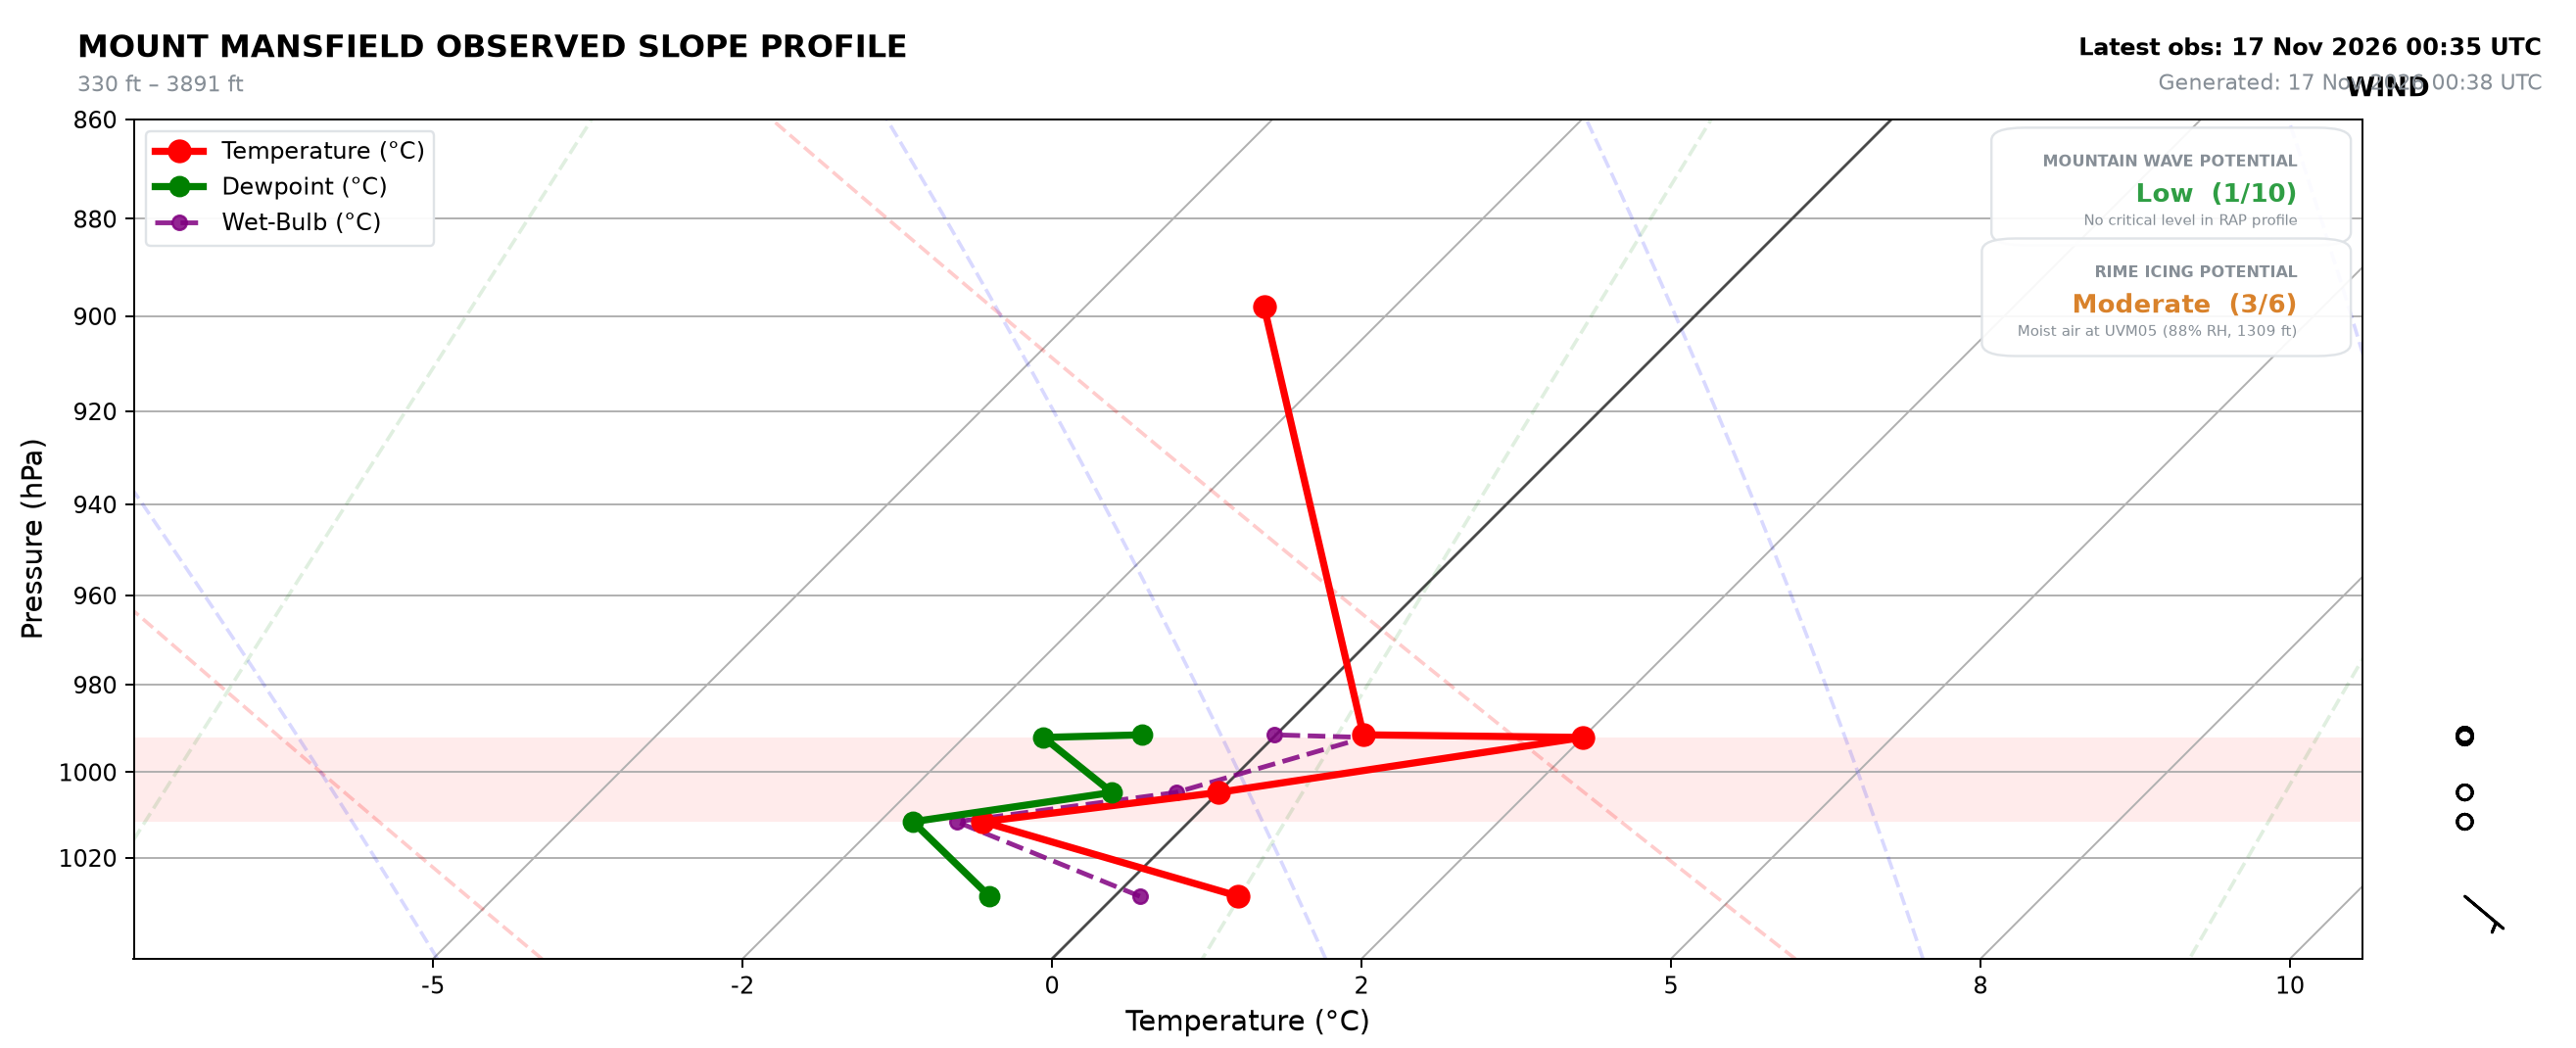 MOUNT MANSFIELD OBSERVED SLOPE PROFILE
330 ft – 3891 ft
Latest obs: 17 Nov 2026 00:35 UTC
Generated: 17 Nov 2026 00:38 UTC
WIND
Temperature (°C)
Dewpoint (°C)
Wet-Bulb (°C)
MOUNTAIN WAVE POTENTIAL
Low (1/10)
No critical level in RAP profile
RIME ICING POTENTIAL
Moderate (3/6)
Moist air at UVM05 (88% RH, 1309 ft)
Pressure (hPa)
860
880
900
920
940
960
980
1000
1020
-5
-2
0
2
5
8
10
Temperature (°C)